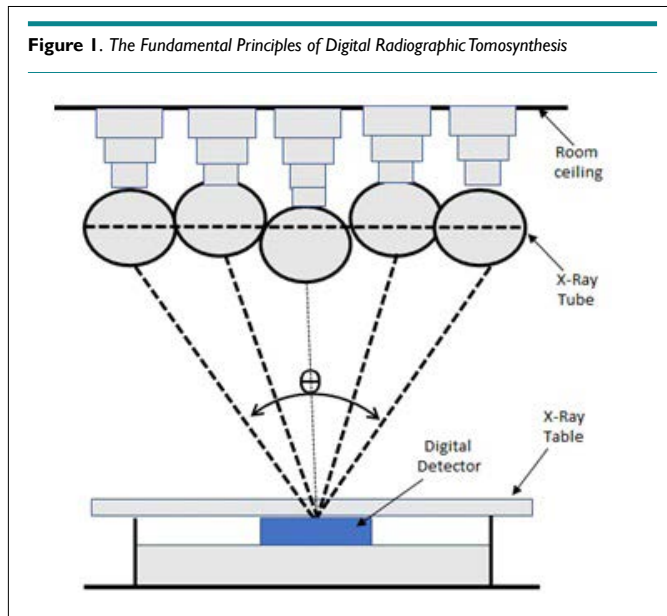 Figure 1. The Fundamental Principles of Digital Radiographic Tomosynthesis
Room
ceiling
X-Ray
Tube
Θ
X-Ray
Table
Digital
Detector